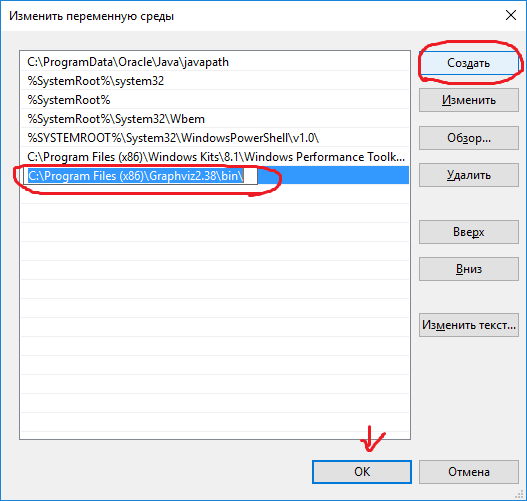 Изменить переменную среды
C:\ProgramData\Oracle\Java\javapath
%SystemRoot%\system32
%SystemRoot%
%SystemRoot%\System32\Wbem
%SYSTEMROOT%\System32\WindowsPowerShell\v1.0\
C:\Program Files (x86)\Windows Kits\8.1\Windows Performance Toolk...
C:\Program Files (x86)\Graphviz2.38\bin\
Создать
Изменить
Обзор...
Удалить
Вверх
Вниз
Изменить текст...
ОК
Отмена